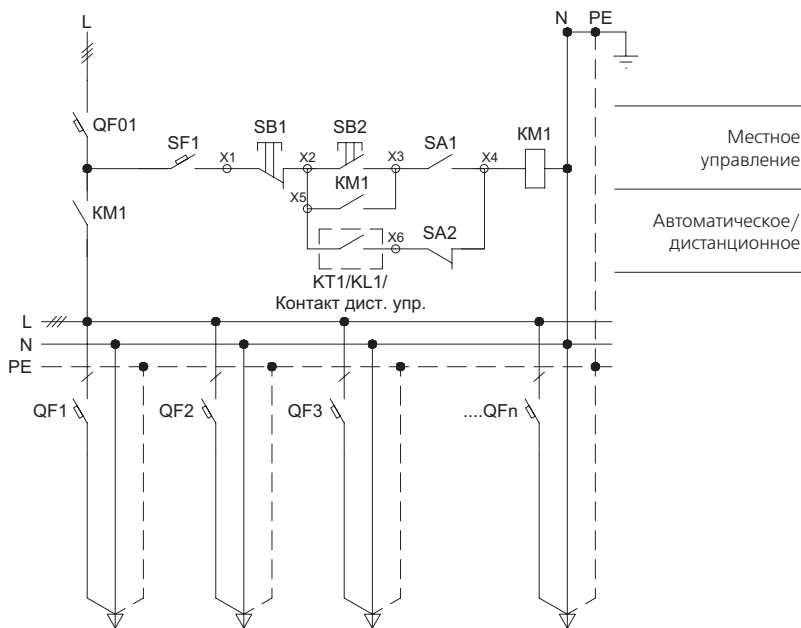 L
N PE
QF01
SF1 SB1 SB2 SA1 KM1
X1 X2 X3 X4
Местное
управление
KM1 KM1
X5
Автоматическое/
дистанционное
X6 SA2
KT1/KL1/
Контакт дист. упр.
L
N
PE
QF1 QF2 QF3 ....QFn